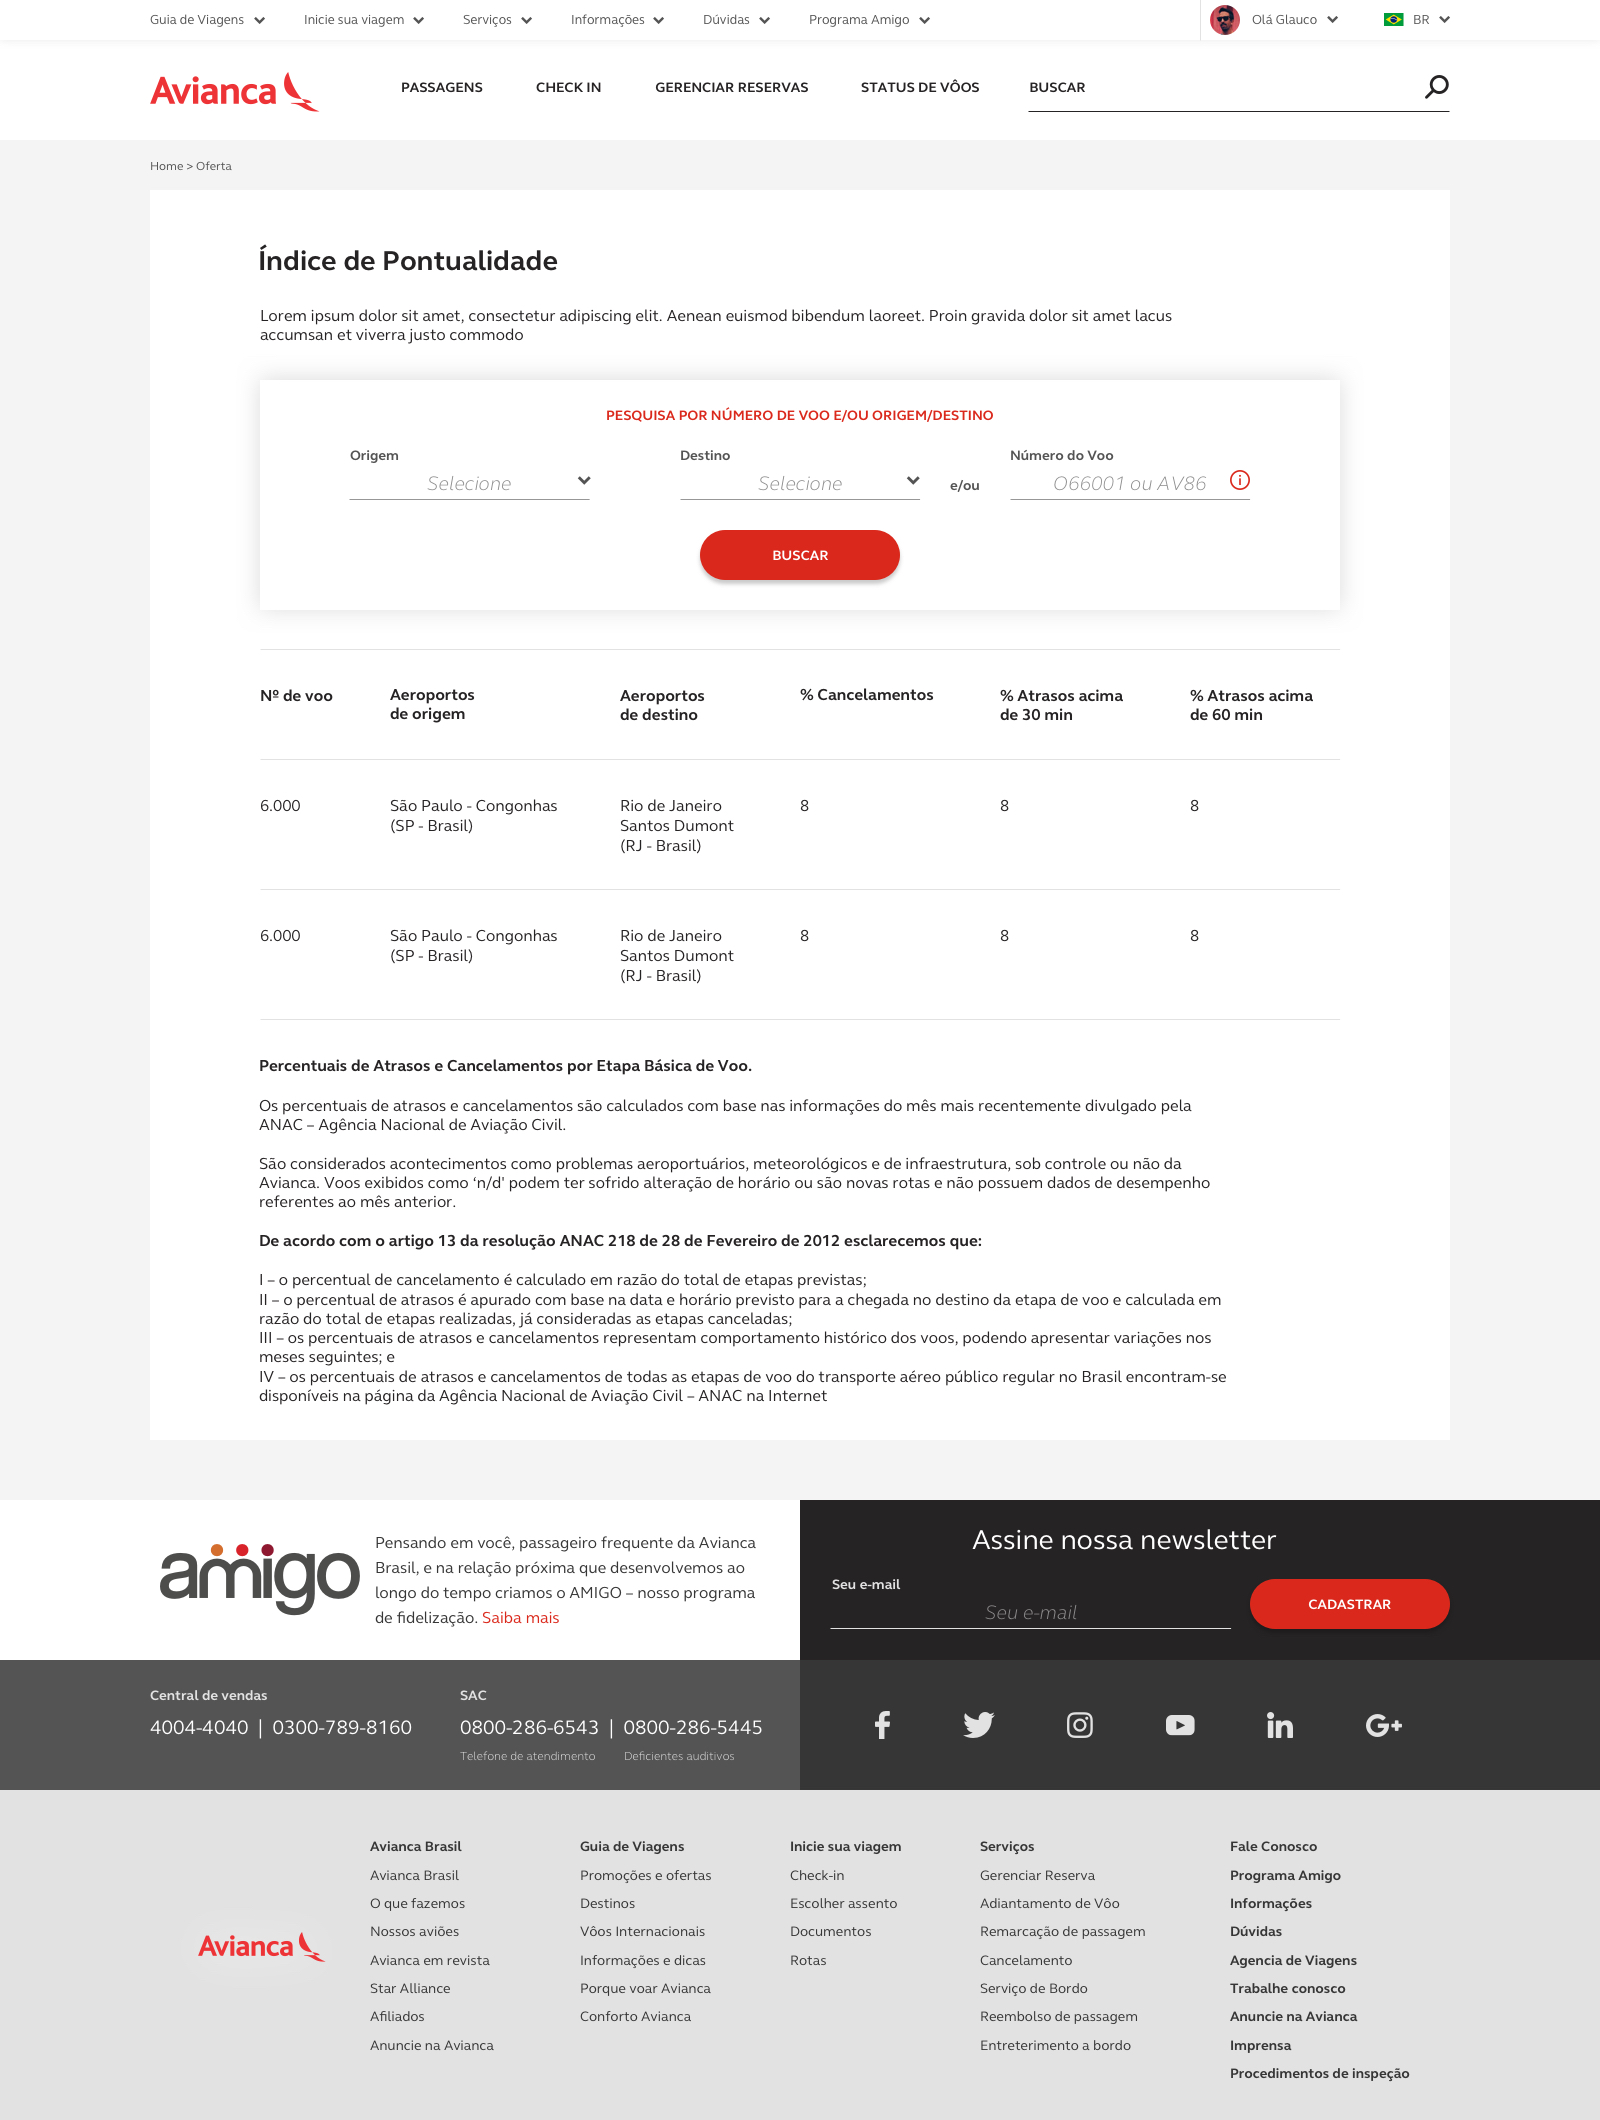 Guia de Viagens Inicie sua viagem Serviços Informações Dúvidas Programa Amigo Olá Glauco BR
Avianca PASSAGENS CHECK IN GERENCIAR RESERVAS STATUS DE VÔOS BUSCAR
Home > Oferta
Índice de Pontualidade
Lorem ipsum dolor sit amet, consectetur adipiscing elit. Aenean euismod bibendum laoreet. Proin gravida dolor sit amet lacus
accumsan et viverra justo commodo
PESQUISA POR NÚMERO DE VOO E/OU ORIGEM/DESTINO
Origem Destino Número do Voo
Selecione Selecione e/ou O66001 ou AV86
BUSCAR
Nº de voo Aeroportos de origem Aeroportos de destino % Cancelamentos % Atrasos acima de 30 min % Atrasos acima de 60 min
6.000 São Paulo - Congonhas Rio de Janeiro 8 8 8
(SP - Brasil) Santos Dumont
(RJ - Brasil)
6.000 São Paulo - Congonhas Rio de Janeiro 8 8 8
(SP - Brasil) Santos Dumont
(RJ - Brasil)
Percentuais de Atrasos e Cancelamentos por Etapa Básica de Voo.
Os percentuais de atrasos e cancelamentos são calculados com base nas informações do mês mais recentemente divulgado pela
ANAC – Agência Nacional de Aviação Civil.
São considerados acontecimentos como problemas aeroportuários, meteorológicos e de infraestrutura, sob controle ou não da
Avianca. Voos exibidos como ‘n/d' podem ter sofrido alteração de horário ou são novas rotas e não possuem dados de desempenho
referentes ao mês anterior.
De acordo com o artigo 13 da resolução ANAC 218 de 28 de Fevereiro de 2012 esclarecemos que:
I – o percentual de cancelamento é calculado em razão do total de etapas previstas;
II – o percentual de atrasos é apurado com base na data e horário previsto para a chegada no destino da etapa de voo e calculada em
razão do total de etapas realizadas, já consideradas as etapas canceladas;
III – os percentuais de atrasos e cancelamentos representam comportamento histórico dos voos, podendo apresentar variações nos
meses seguintes; e
IV – os percentuais de atrasos e cancelamentos de todas as etapas de voo do transporte aéreo público regular no Brasil encontram-se
disponíveis na página da Agência Nacional de Aviação Civil – ANAC na Internet
amigo
Pensando em você, passageiro frequente da Avianca
Brasil, e na relação próxima que desenvolvemos ao
longo do tempo criamos o AMIGO – nosso programa
de fidelização. Saiba mais
Assine nossa newsletter
Seu e-mail
Seu e-mail
CADASTRAR
Central de vendas
4004-4040 | 0300-789-8160
SAC
0800-286-6543 | 0800-286-5445
Telefone de atendimento Deficientes auditivos
f in G+
Avianca
Avianca Brasil
Avianca Brasil
O que fazemos
Nossos aviões
Avianca em revista
Star Alliance
Afiliados
Anuncie na Avianca
Guia de Viagens
Promoções e ofertas
Destinos
Vôos Internacionais
Informações e dicas
Porque voar Avianca
Conforto Avianca
Inicie sua viagem
Check-in
Escolher assento
Documentos
Rotas
Serviços
Gerenciar Reserva
Adiantamento de Vôo
Remarcação de passagem
Cancelamento
Serviço de Bordo
Reembolso de passagem
Entreterimento a bordo
Fale Conosco
Programa Amigo
Informações
Dúvidas
Agencia de Viagens
Trabalhe conosco
Anuncie na Avianca
Imprensa
Procedimentos de inspeção